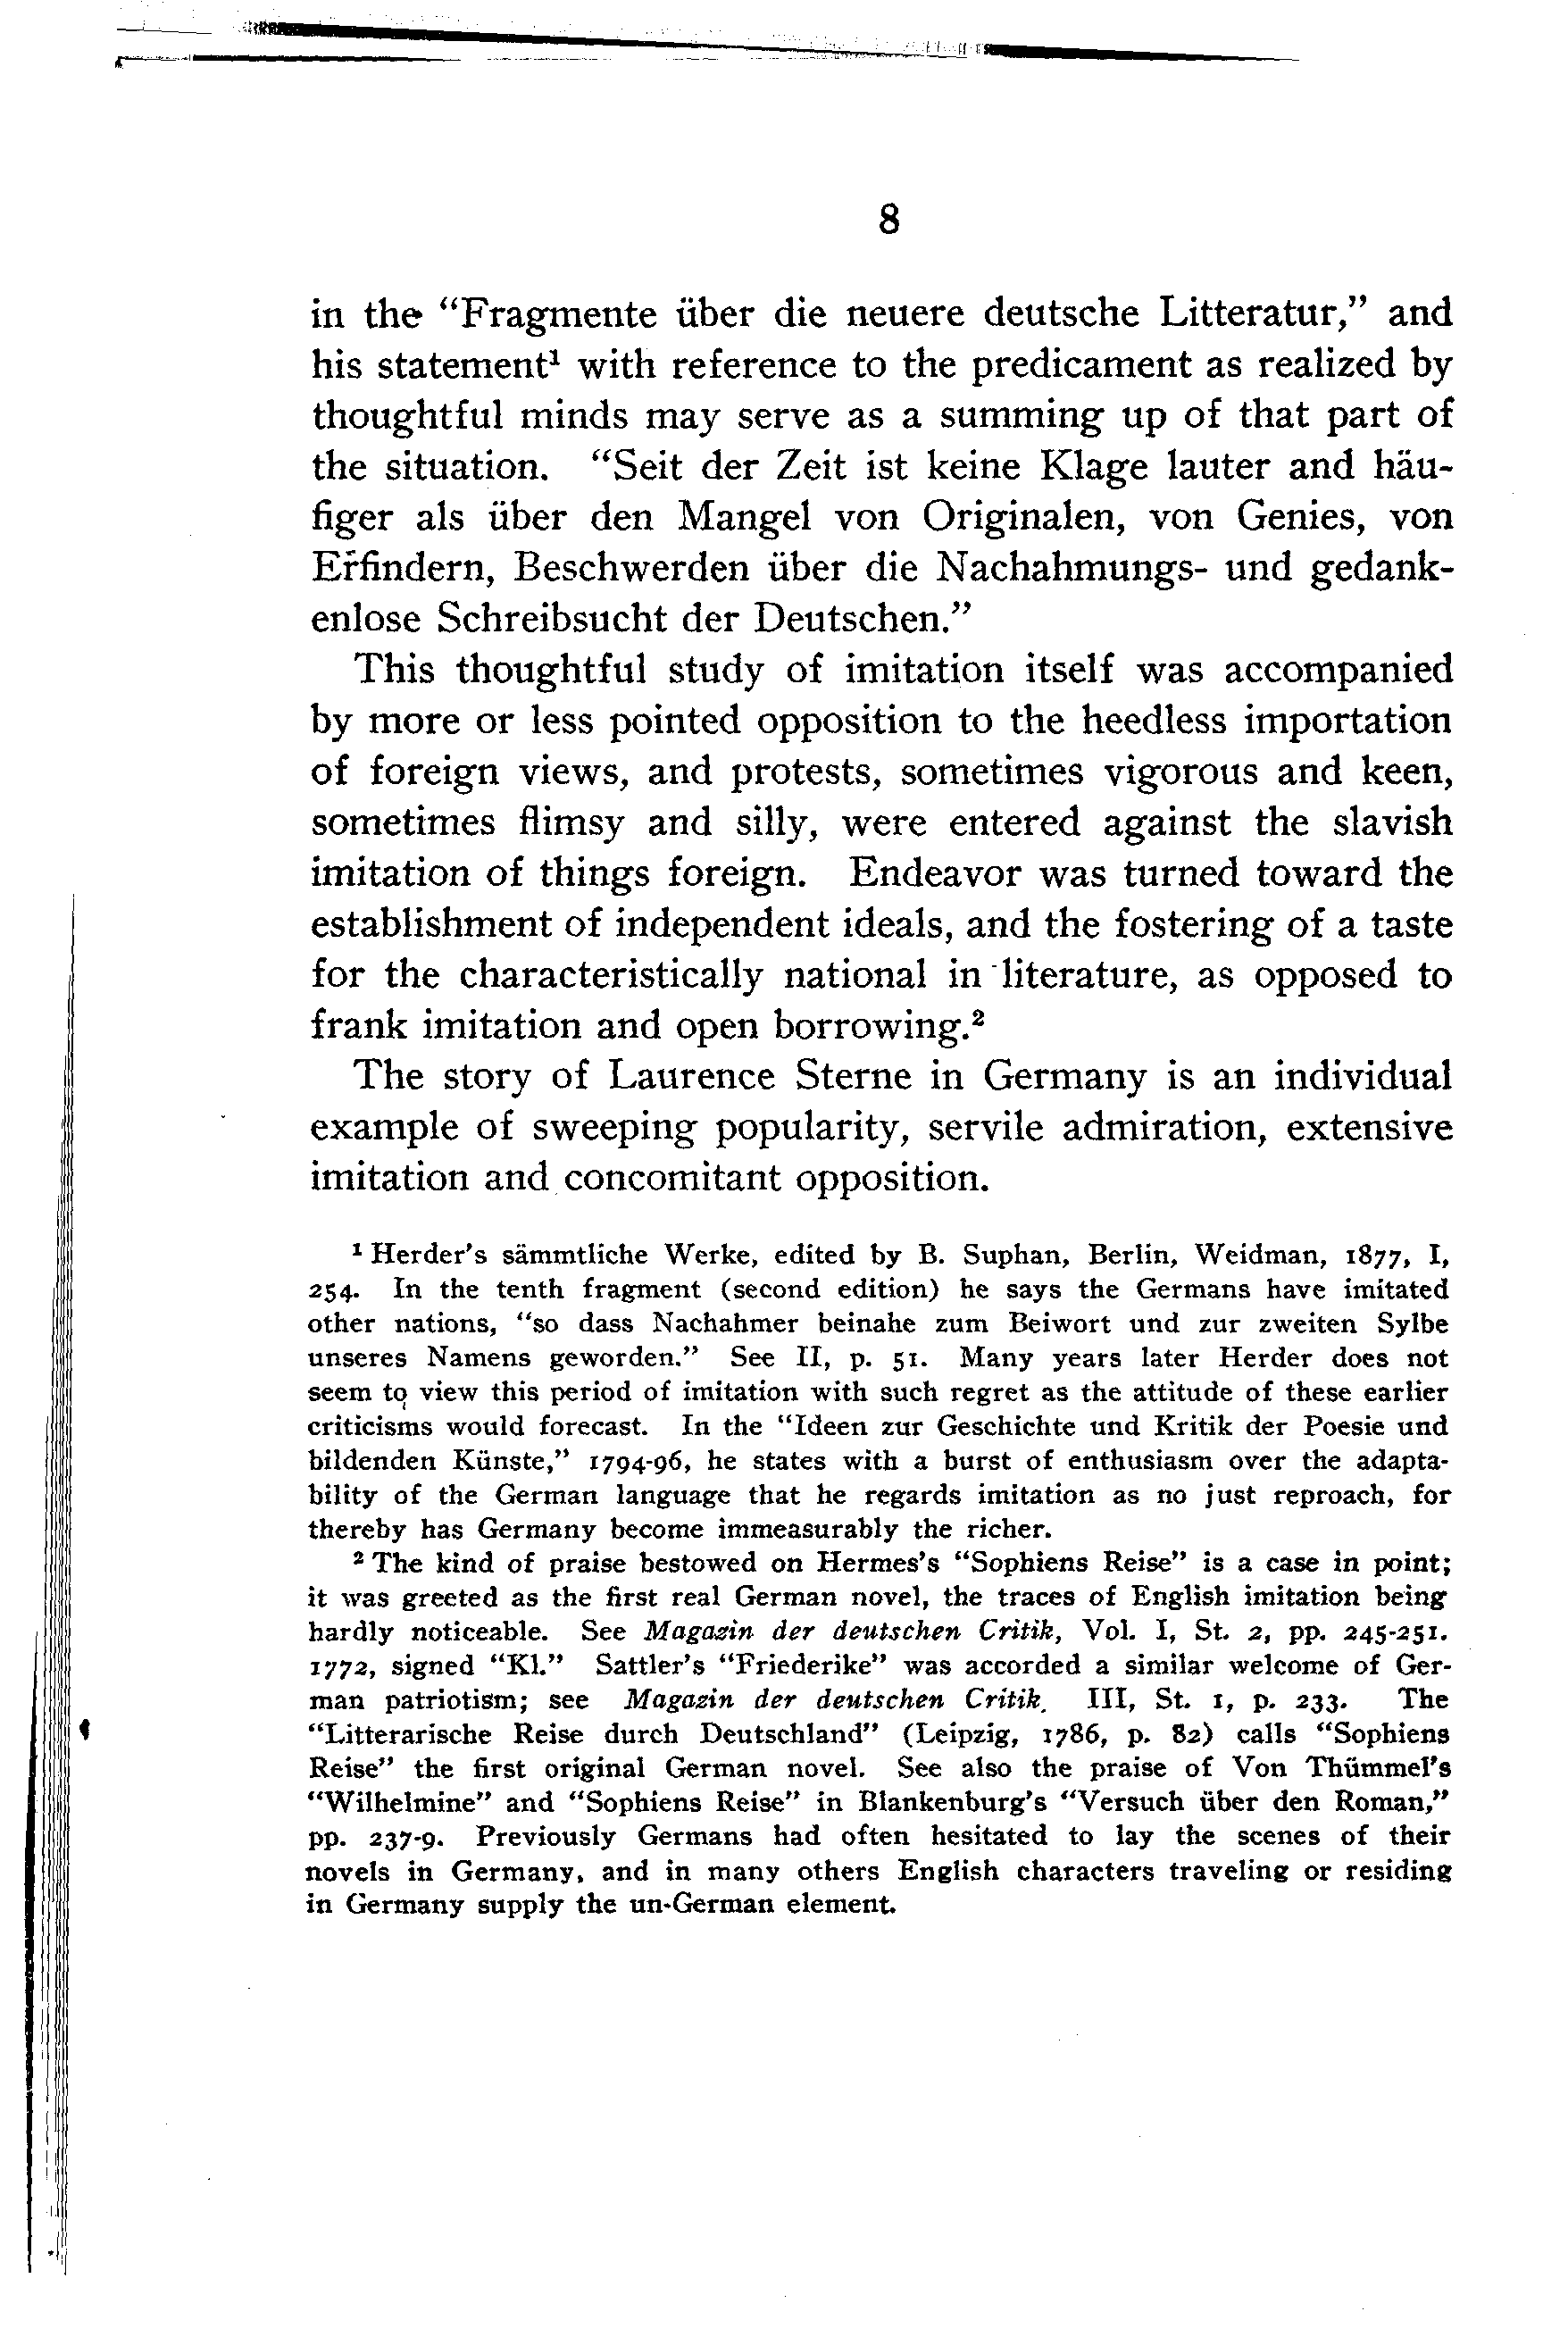 8
in the “Fragmente über die neuere deutsche Litteratur,” and
his statement¹ with reference to the predicament as realized by
thoughtful minds may serve as a summing up of that part of
the situation. “Seit der Zeit ist keine Klage lauter and häu-
figer als über den Mangel von Originalen, von Genies, von
Erfindern, Beschwerden über die Nachahmungs- und gedank-
enlose Schreibsucht der Deutschen.”
This thoughtful study of imitation itself was accompanied
by more or less pointed opposition to the heedless importation
of foreign views, and protests, sometimes vigorous and keen,
sometimes flimsy and silly, were entered against the slavish
imitation of things foreign. Endeavor was turned toward the
establishment of independent ideals, and the fostering of a taste
for the characteristically national in literature, as opposed to
frank imitation and open borrowing.²
The story of Laurence Sterne in Germany is an individual
example of sweeping popularity, servile admiration, extensive
imitation and concomitant opposition.
¹ Herder’s sämmtliche Werke, edited by B. Suphan, Berlin, Weidman, 1877, I,
254. In the tenth fragment (second edition) he says the Germans have imitated
other nations, “so dass Nachahmer beinahe zum Beiwort und zur zweiten Sylbe
unseres Namens geworden.” See II, p. 51. Many years later Herder does not
seem to view this period of imitation with such regret as the attitude of these earlier
criticisms would forecast. In the “Ideen zur Geschichte und Kritik der Poesie und
bildenden Künste,” 1794-96, he states with a burst of enthusiasm over the adapta-
bility of the German language that he regards imitation as no just reproach, for
thereby has Germany become immeasurably the richer.
² The kind of praise bestowed on Hermes’s “Sophiens Reise” is a case in point;
it was greeted as the first real German novel, the traces of English imitation being
hardly noticeable. See Magazin der deutschen Critik, Vol. I, St. 2, pp. 245-251.
1772, signed “Kl.” Sattler’s “Friederike” was accorded a similar welcome of Ger-
man patriotism; see Magazin der deutschen Critik. III, St. 1, p. 233. The
“Litterarische Reise durch Deutschland” (Leipzig, 1786, p. 82) calls “Sophiens
Reise” the first original German novel. See also the praise of Von Thümmel’s
“Wilhelmine” and “Sophiens Reise” in Blankenburg’s “Versuch über den Roman,”
pp. 237-9. Previously Germans had often hesitated to lay the scenes of their
novels in Germany, and in many others English characters traveling or residing
in Germany supply the un-German element.